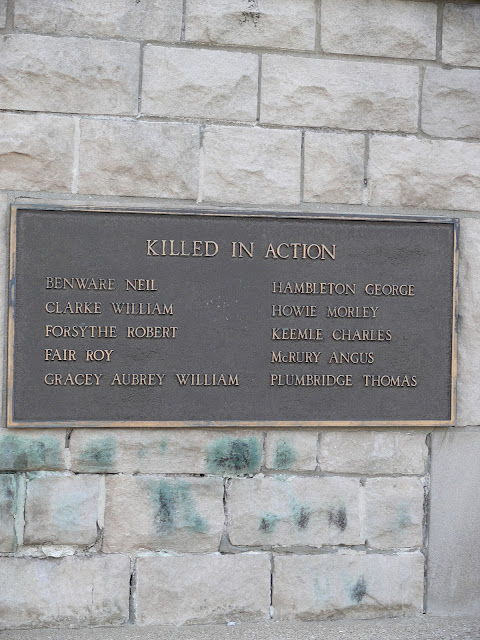 KILLED IN ACTION
BENWARE NEIL
CLARKE WILLIAM
FORSYTHE ROBERT
FAIR ROY
GRACEY AUBREY WILLIAM
HAMBLETON GEORGE
HOWIE MORLEY
KEEMLE CHARLES
McRURY ANGUS
PLUMBRIDGE THOMAS